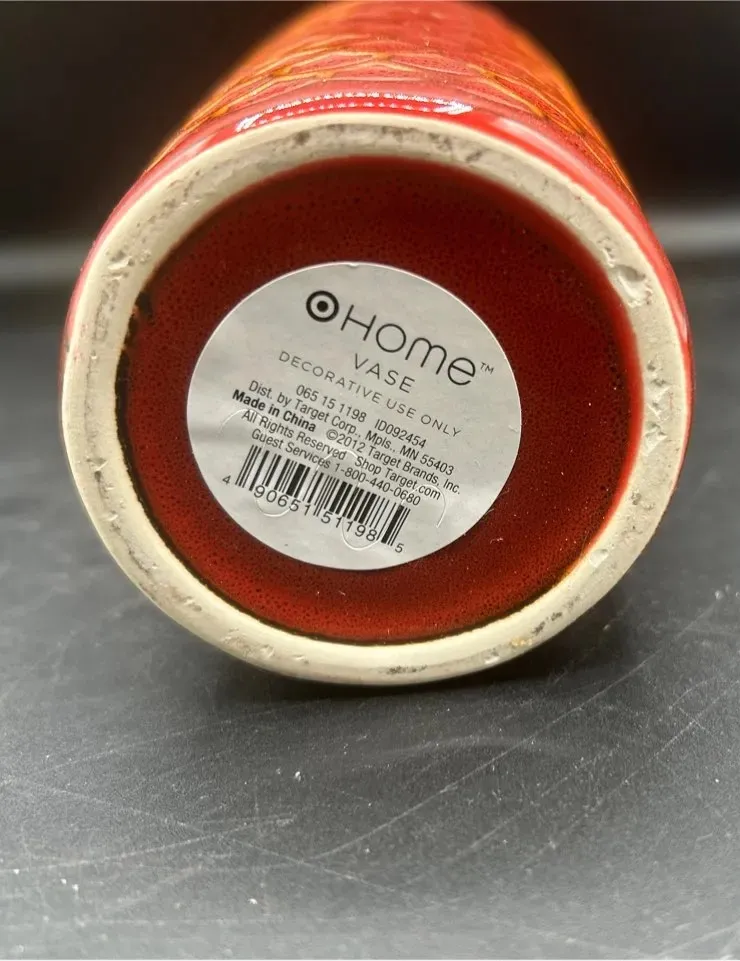 HOME™
VASE
DECORATIVE USE ONLY
065 15 1198 ID092454
Dist. by Target Corp., Mpls., MN 55403
Made in China ©2012 Target Brands, Inc.
All Rights Reserved Shop Target.com
Guest Services 1-800-440-0680
4 90651 51198 5